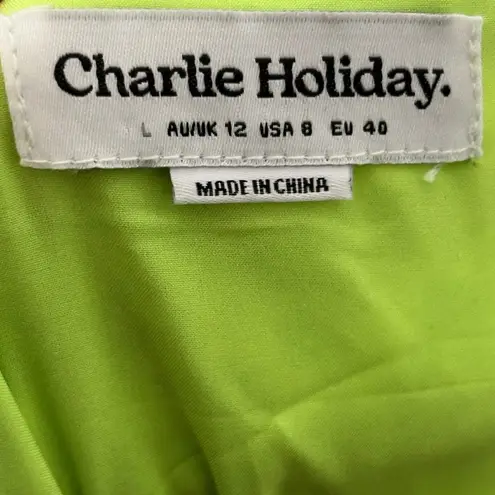 Charlie Holiday.
L AU/UK 12 USA 8 EU 40
MADE IN CHINA